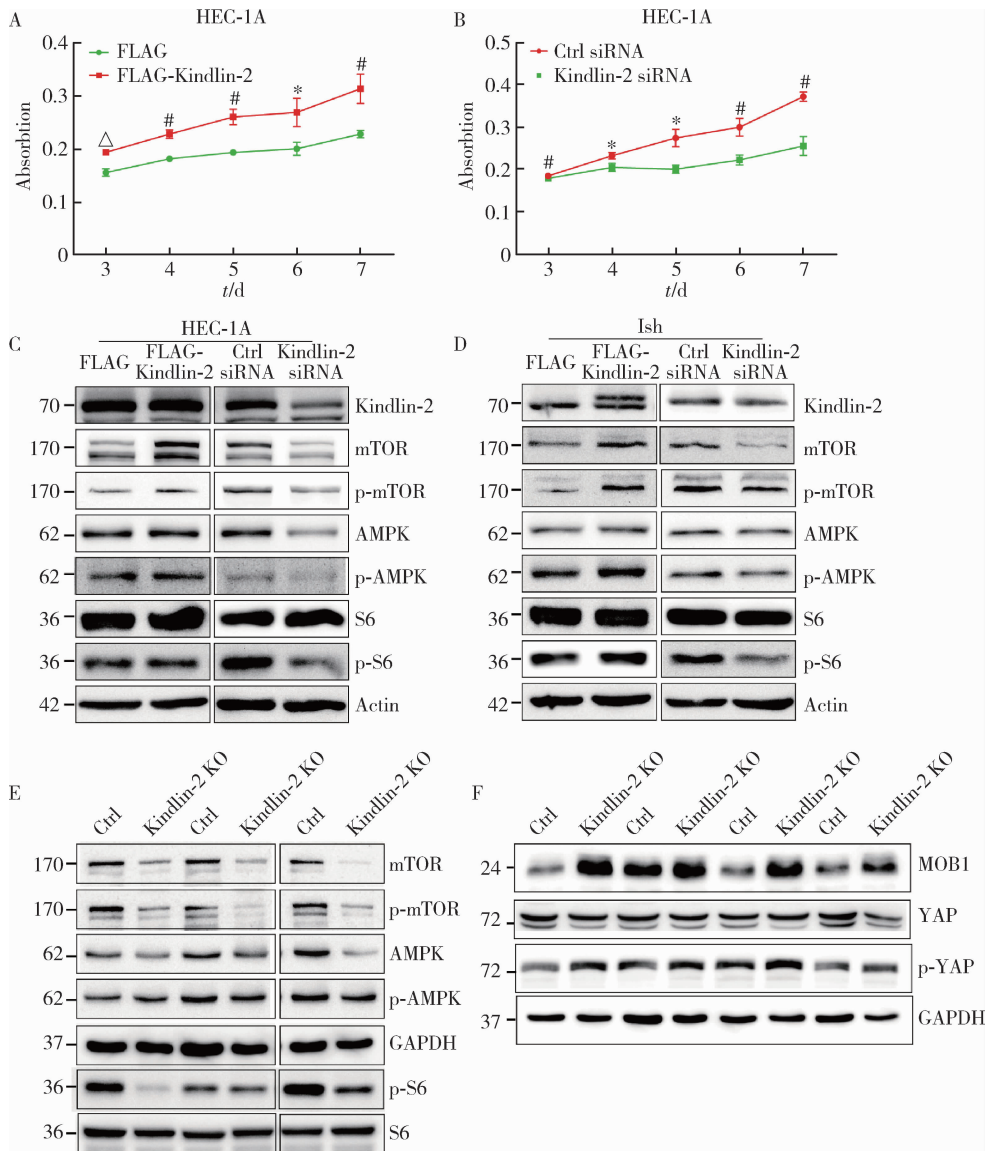 A
HEC-1A
Absorbtion
0.4
0.3
0.2
0.1
0
FLAG
FLAG-Kindlin-2
△
#
#
*
#
3 4 5 6 7
t/d
B
HEC-1A
Absorbtion
0.5
0.4
0.3
0.2
0.1
0
Ctrl siRNA
Kindlin-2 siRNA
#
*
*
#
#
3 4 5 6 7
t/d
C
HEC-1A
FLAG
FLAG-
Kindlin-2
Ctrl
siRNA
Kindlin-2
siRNA
70 Kindlin-2
170 mTOR
170 p-mTOR
62 AMPK
62 p-AMPK
36 S6
36 p-S6
42 Actin
D
Ish
FLAG
FLAG-
Kindlin-2
Ctrl
siRNA
Kindlin-2
siRNA
70 Kindlin-2
170 mTOR
170 p-mTOR
62 AMPK
62 p-AMPK
36 S6
36 p-S6
42 Actin
E
Ctrl Kindlin-2 KO Ctrl Kindlin-2 KO Ctrl Kindlin-2 KO
170 mTOR
170 p-mTOR
62 AMPK
62 p-AMPK
37 GAPDH
36 p-S6
36 S6
F
Ctrl Kindlin-2 KO Ctrl Kindlin-2 KO Ctrl Kindlin-2 KO Ctrl Kindlin-2 KO
24 MOB1
72 YAP
72 p-YAP
37 GAPDH